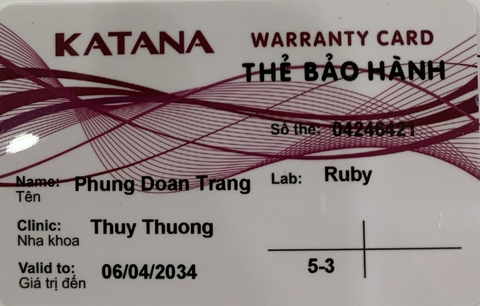 KATANA WARRANTY CARD
THẺ BẢO HÀNH
Số thẻ: 04246421
Name: Phung Doan Trang Lab: Ruby
Tên
Clinic: Thuy Thuong
Nha khoa
Valid to: 06/04/2034 5-3
Giá trị đến